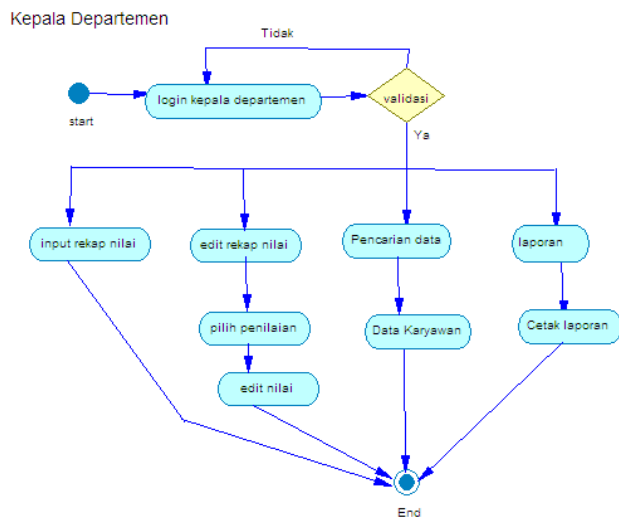 Kepala Departemen
Tidak
login kepala departemen
validasi
start
Ya
input rekap nilai
edit rekap nilai
Pencarian data
laporan
pilih penilaian
Data Karyawan
Cetak laporan
edit nilai
End